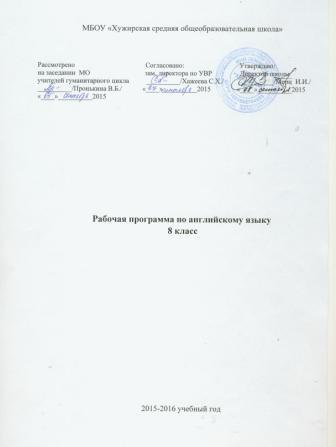 МБОУ «Хужирская средняя общеобразовательная школа»
Рассмотрено Согласовано: Утверждаю:
на заседании МО зам. директора по УВР Директор школы
учителей гуманитарного цикла /Хажеева С.Х./ И.И./
/Пронькина В.Б./ 2015 2015
2015
Рабочая программа по английскому языку
8 класс
2015-2016 учебный год